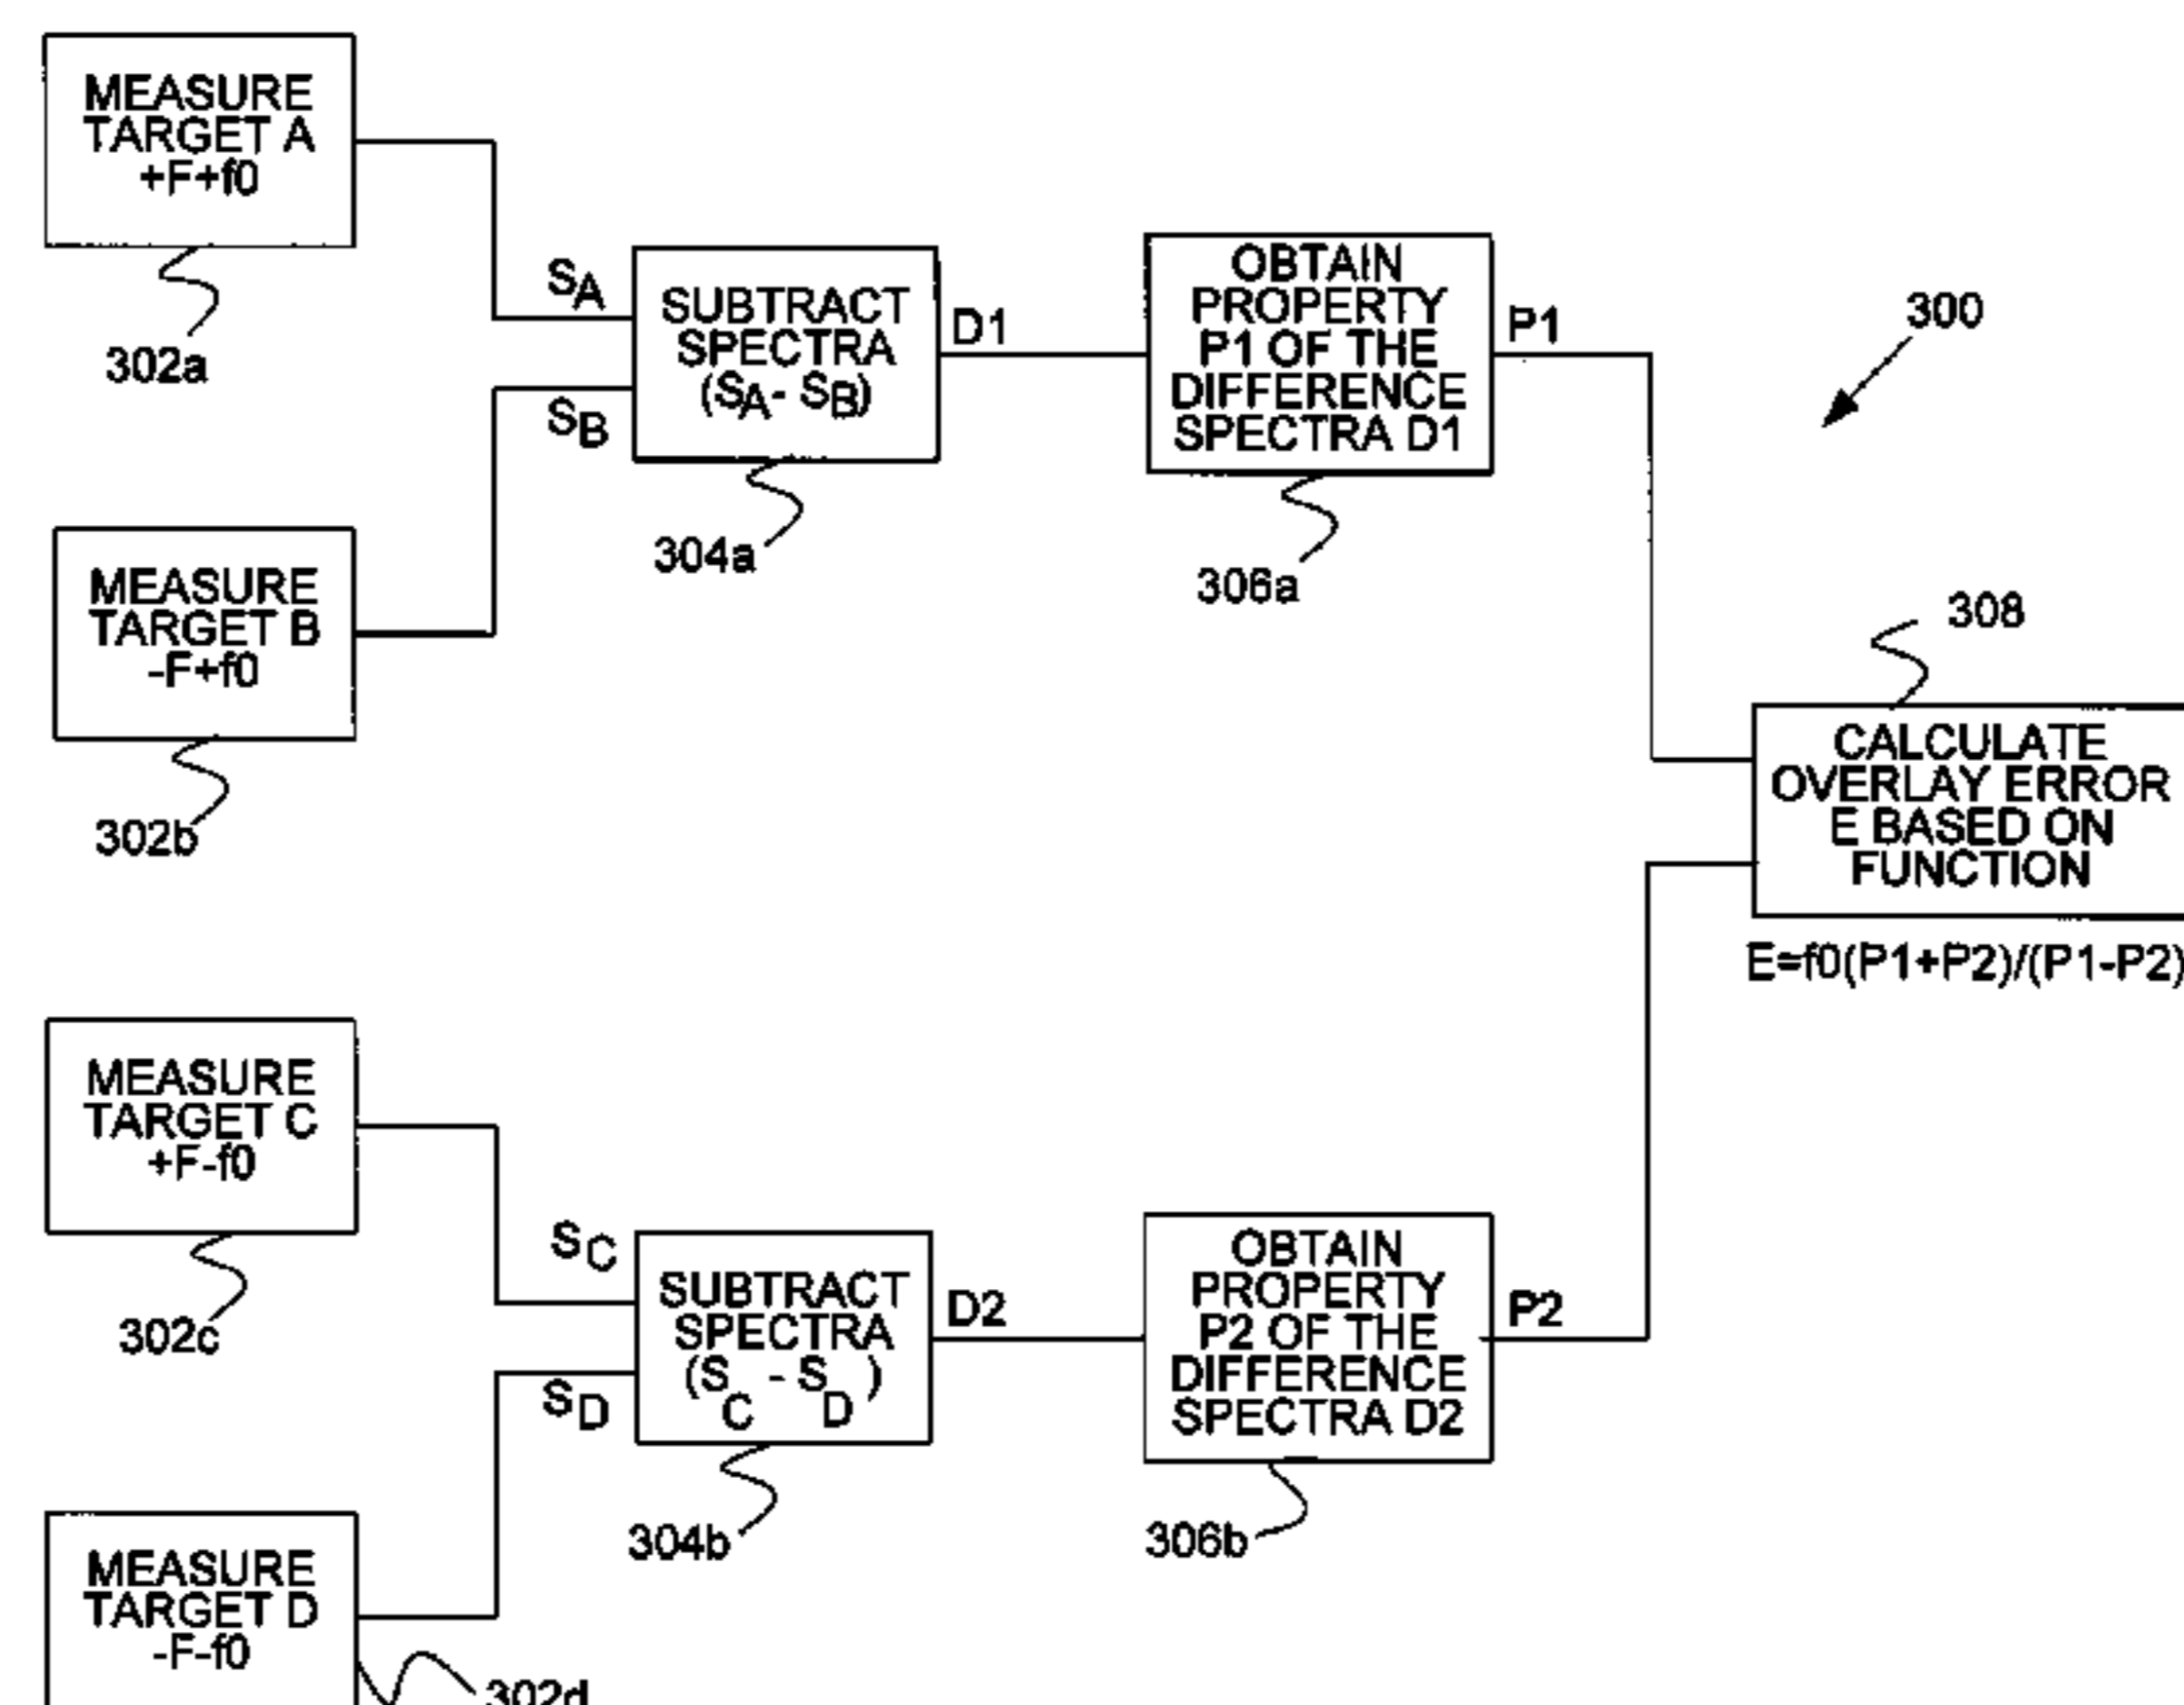 MEASURE
TARGET A
+F+f0
302a
SA
SB
SUBTRACT
SPECTRA
(SA- SB)
304a
D1
OBTAIN
PROPERTY
P1 OF THE
DIFFERENCE
SPECTRA D1
306a
P1
300
MEASURE
TARGET B
-F+f0
302b
308
CALCULATE
OVERLAY ERROR
E BASED ON
FUNCTION
E=f0(P1+P2)/(P1-P2)
MEASURE
TARGET C
+F-f0
302c
SC
SD
SUBTRACT
SPECTRA
(SC - SD)
304b
D2
OBTAIN
PROPERTY
P2 OF THE
DIFFERENCE
SPECTRA D2
306b
P2
MEASURE
TARGET D
-F-f0
302d